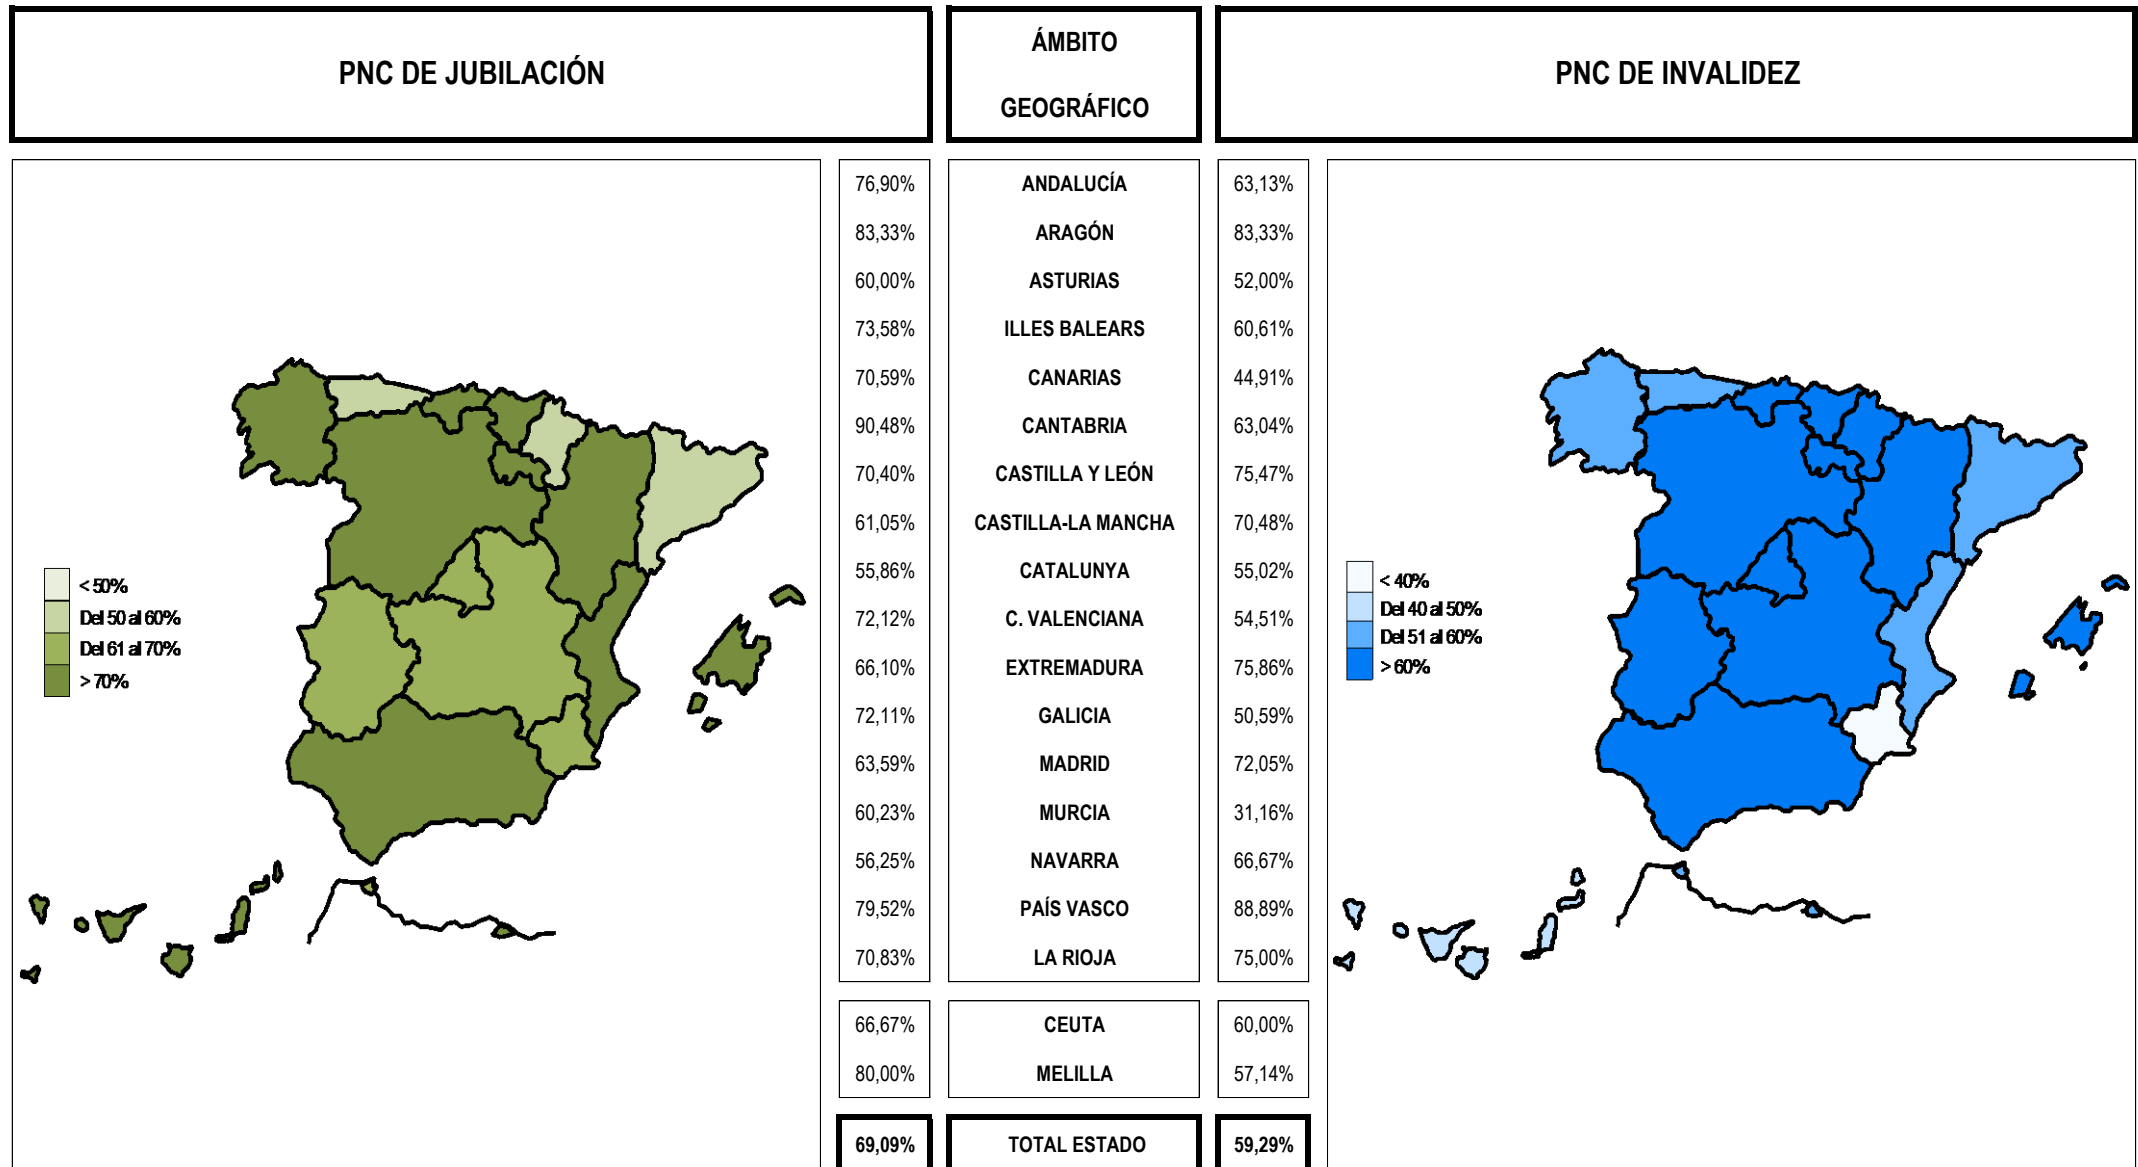 PNC DE JUBILACIÓN
ÁMBITO
GEOGRÁFICO
PNC DE INVALIDEZ
76,90% ANDALUCÍA 63,13%
83,33% ARAGÓN 83,33%
60,00% ASTURIAS 52,00%
73,58% ILLES BALEARS 60,61%
70,59% CANARIAS 44,91%
90,48% CANTABRIA 63,04%
70,40% CASTILLA Y LEÓN 75,47%
61,05% CASTILLA-LA MANCHA 70,48%
55,86% CATALUNYA 55,02%
72,12% C. VALENCIANA 54,51%
66,10% EXTREMADURA 75,86%
72,11% GALICIA 50,59%
63,59% MADRID 72,05%
60,23% MURCIA 31,16%
56,25% NAVARRA 66,67%
79,52% PAÍS VASCO 88,89%
70,83% LA RIOJA 75,00%
66,67% CEUTA 60,00%
80,00% MELILLA 57,14%
69,09% TOTAL ESTADO 59,29%
< 50%
Del 50 al 60%
Del 61 al 70%
> 70%
< 40%
Del 40 al 50%
Del 51 al 60%
> 60%